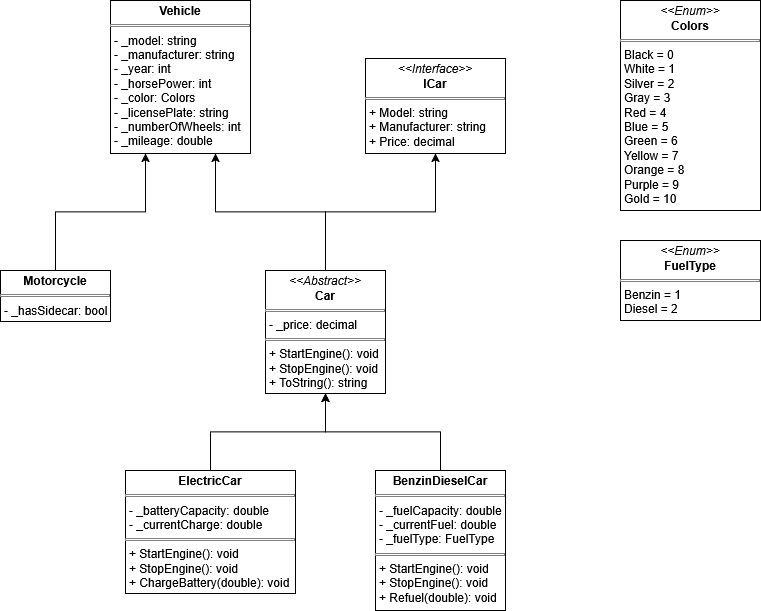 Vehicle
- _model: string
- _manufacturer: string
- _year: int
- _horsePower: int
- _color: Colors
- _licensePlate: string
- _numberOfWheels: int
- _mileage: double
<<Interface>>
ICar
+ Model: string
+ Manufacturer: string
+ Price: decimal
<<Enum>>
Colors
Black = 0
White = 1
Silver = 2
Gray = 3
Red = 4
Blue = 5
Green = 6
Yellow = 7
Orange = 8
Purple = 9
Gold = 10
<<Enum>>
FuelType
Benzin = 1
Diesel = 2
Motorcycle
- _hasSidecar: bool
<<Abstract>>
Car
- _price: decimal
+ StartEngine(): void
+ StopEngine(): void
+ ToString(): string
ElectricCar
- _batteryCapacity: double
- _currentCharge: double
+ StartEngine(): void
+ StopEngine(): void
+ ChargeBattery(double): void
BenzinDieselCar
- _fuelCapacity: double
- _currentFuel: double
- _fuelType: FuelType
+ StartEngine(): void
+ StopEngine(): void
+ Refuel(double): void